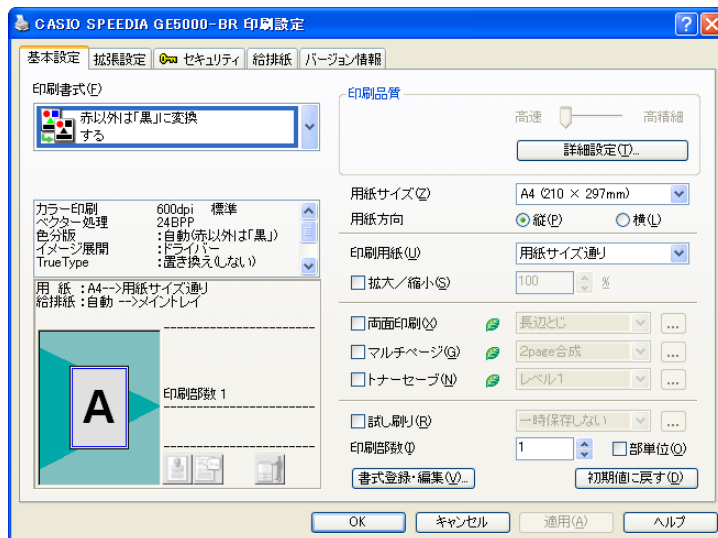 CASIO SPEEDIA GE5000-BR 印刷設定
基本設定 拡張設定 セキュリティ 給排紙 バージョン情報
印刷書式(F)
赤以外は「黒」に変換
する
カラー印刷 600dpi 標準
ベクター処理 24BPP
色分版 :自動(赤以外は「黒」)
イメージ展開 :ドライバー
TrueType :置き換え(しない)
用 紙 :A4-->用紙サイズ通り
給排紙 :自動 -->メイントレイ
A
印刷部数 1
印刷品質
高速 高精細
詳細設定(T)...
用紙サイズ(Z) A4 (210 × 297mm)
用紙方向 縦(P) 横(L)
印刷用紙(U) 用紙サイズ通り
拡大/縮小(S) 100 %
両面印刷(X) 長辺とじ ...
マルチページ(G) 2page合成 ...
トナーセーブ(N) レベル1 ...
試し刷り(R) 一時保存しない ...
印刷部数(I) 1 部単位(O)
書式登録・編集(V)... 初期値に戻す(D)
OK キャンセル 適用(A) ヘルプ